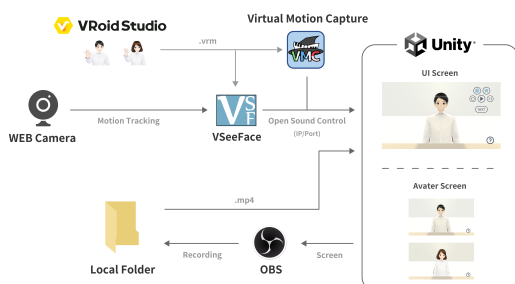 VRoid Studio
Virtual Motion Capture
.vrm
VMC
Unity
UI Screen
WEB Camera
Motion Tracking
VSF
VSeeFace
Open Sound Control
(IP/Port)
.mp4
Avater Screen
Local Folder
Recording
OBS
Screen